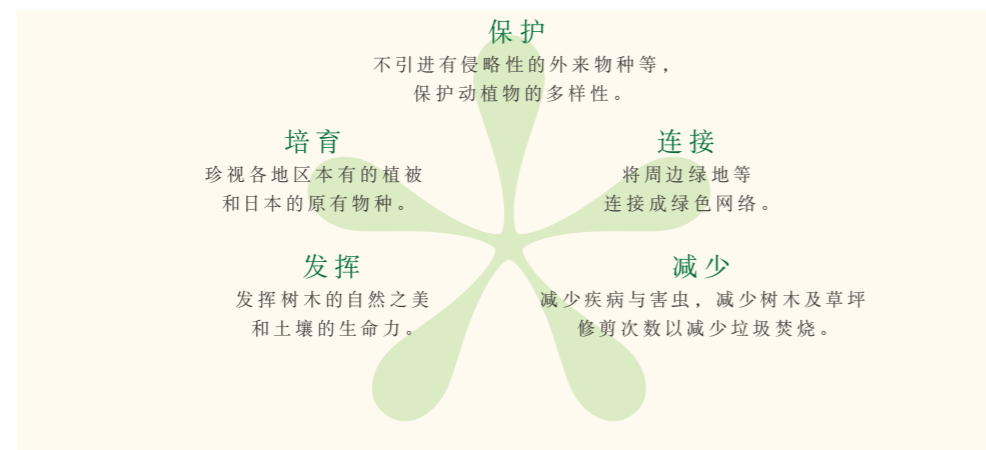 保护
不引进有侵略性的外来物种等，
保护动植物的多样性。
培育
珍视各地区本有的植被
和日本的原有物种。
连接
将周边绿地等
连接成绿色网络。
发挥
发挥树木的自然之美
和土壤的生命力。
减少
减少疾病与害虫，减少树木及草坪
修剪次数以减少垃圾焚烧。